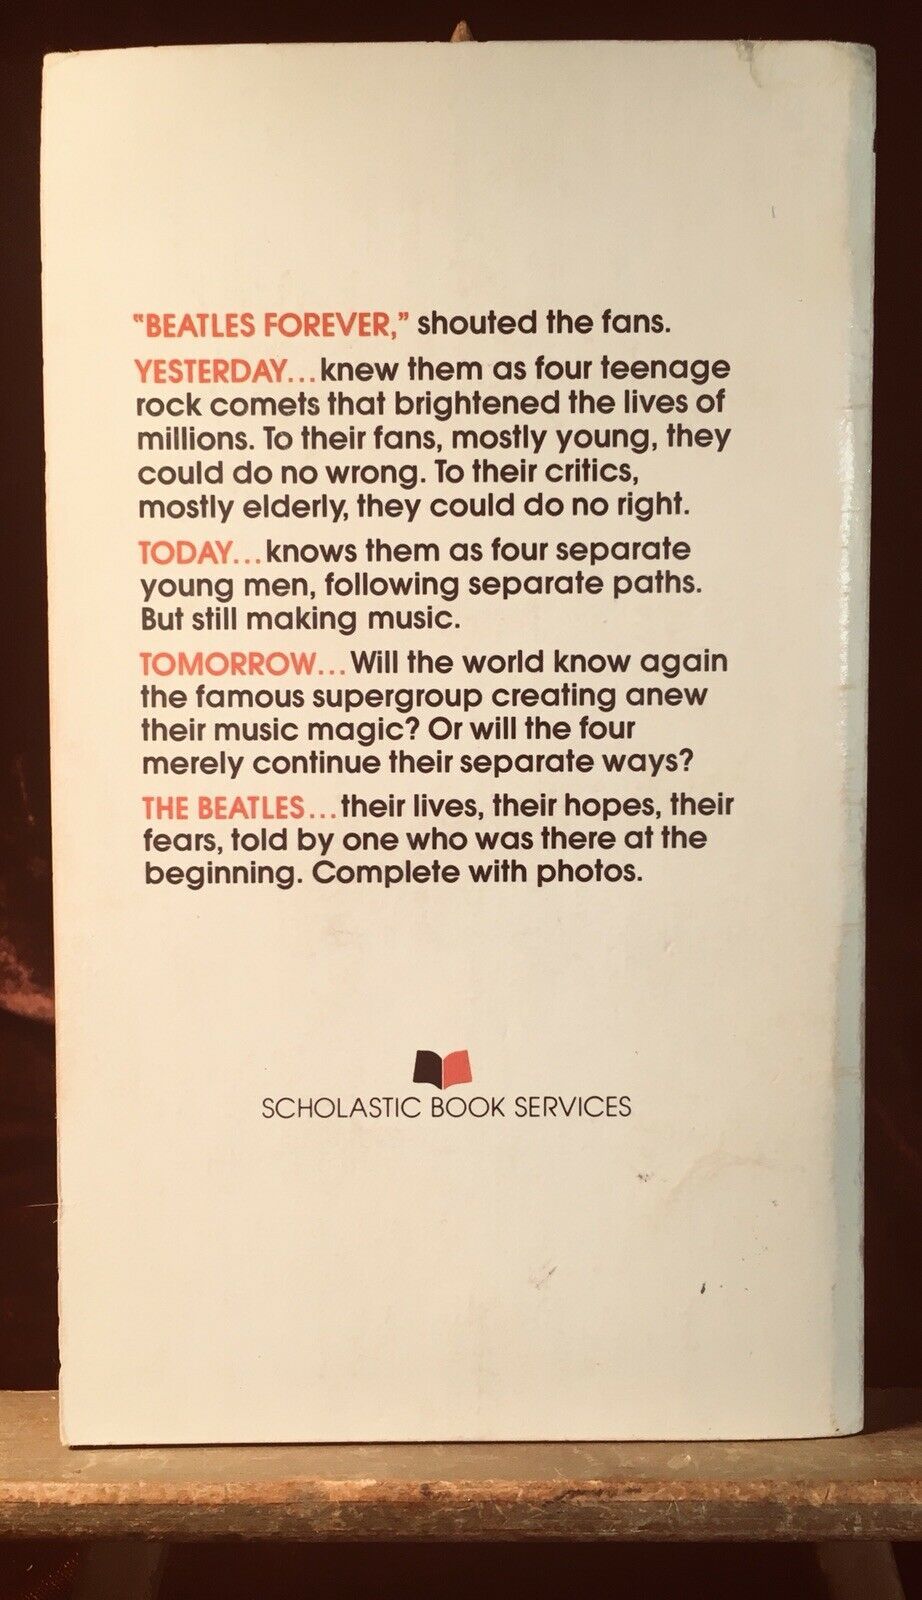 "BEATLES FOREVER," shouted the fans.
YESTERDAY...knew them as four teenage
rock comets that brightened the lives of
millions. To their fans, mostly young, they
could do no wrong. To their critics,
mostly elderly, they could do no right.
TODAY...knows them as four separate
young men, following separate paths.
But still making music.
TOMORROW...Will the world know again
the famous supergroup creating anew
their music magic? Or will the four
merely continue their separate ways?
THE BEATLES...their lives, their hopes, their
fears, told by one who was there at the
beginning. Complete with photos.
SCHOLASTIC BOOK SERVICES